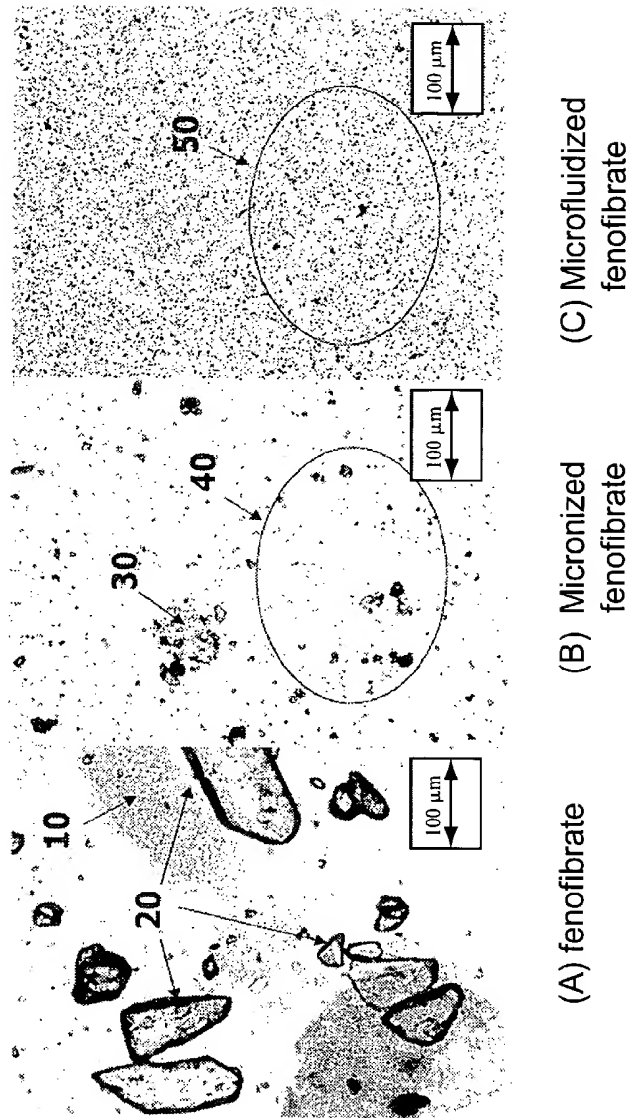 10
20
100 μm
(A) fenofibrate
30
40
100 μm
(B) Micronized
fenofibrate
50
100 μm
(C) Microfluidized
fenofibrate